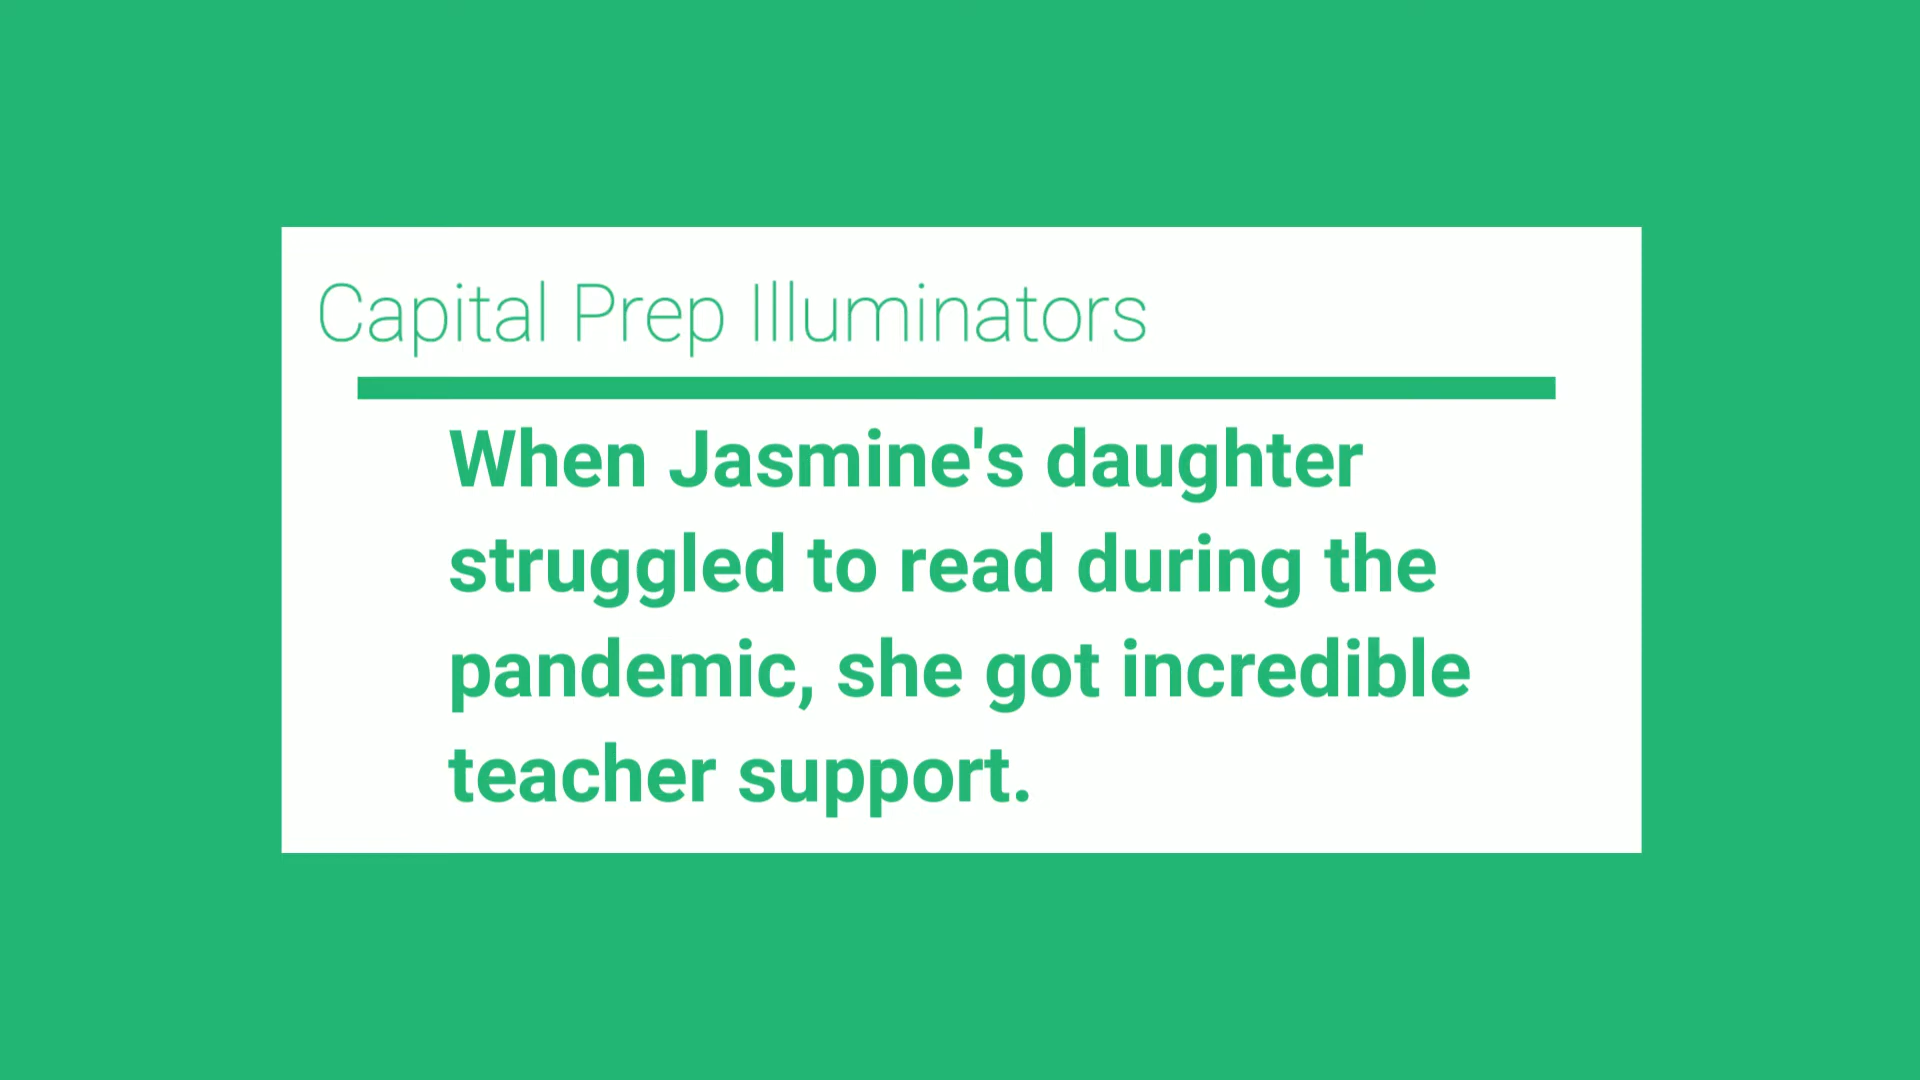 Capital Prep Illuminators
When Jasmine's daughter
struggled to read during the
pandemic, she got incredible
teacher support.